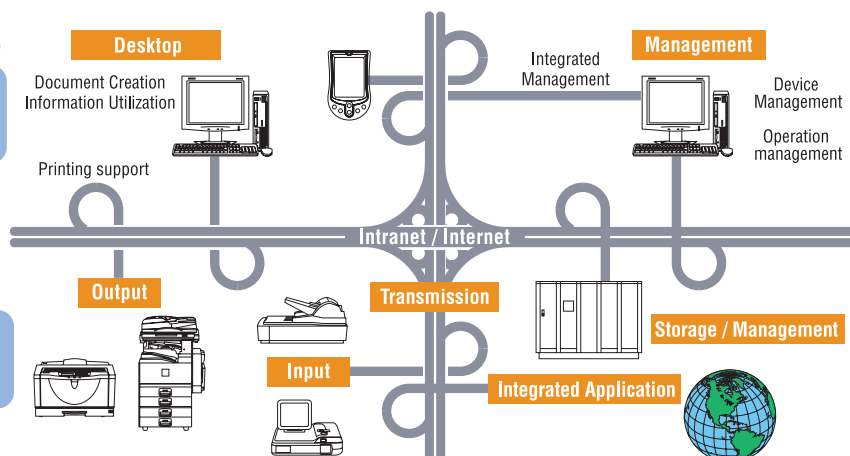 Desktop
Document Creation
Information Utilization
Printing support
Integrated
Management
Management
Device
Management
Operation
management
Intranet / Internet
Output
Transmission
Input
Storage / Management
Integrated Application